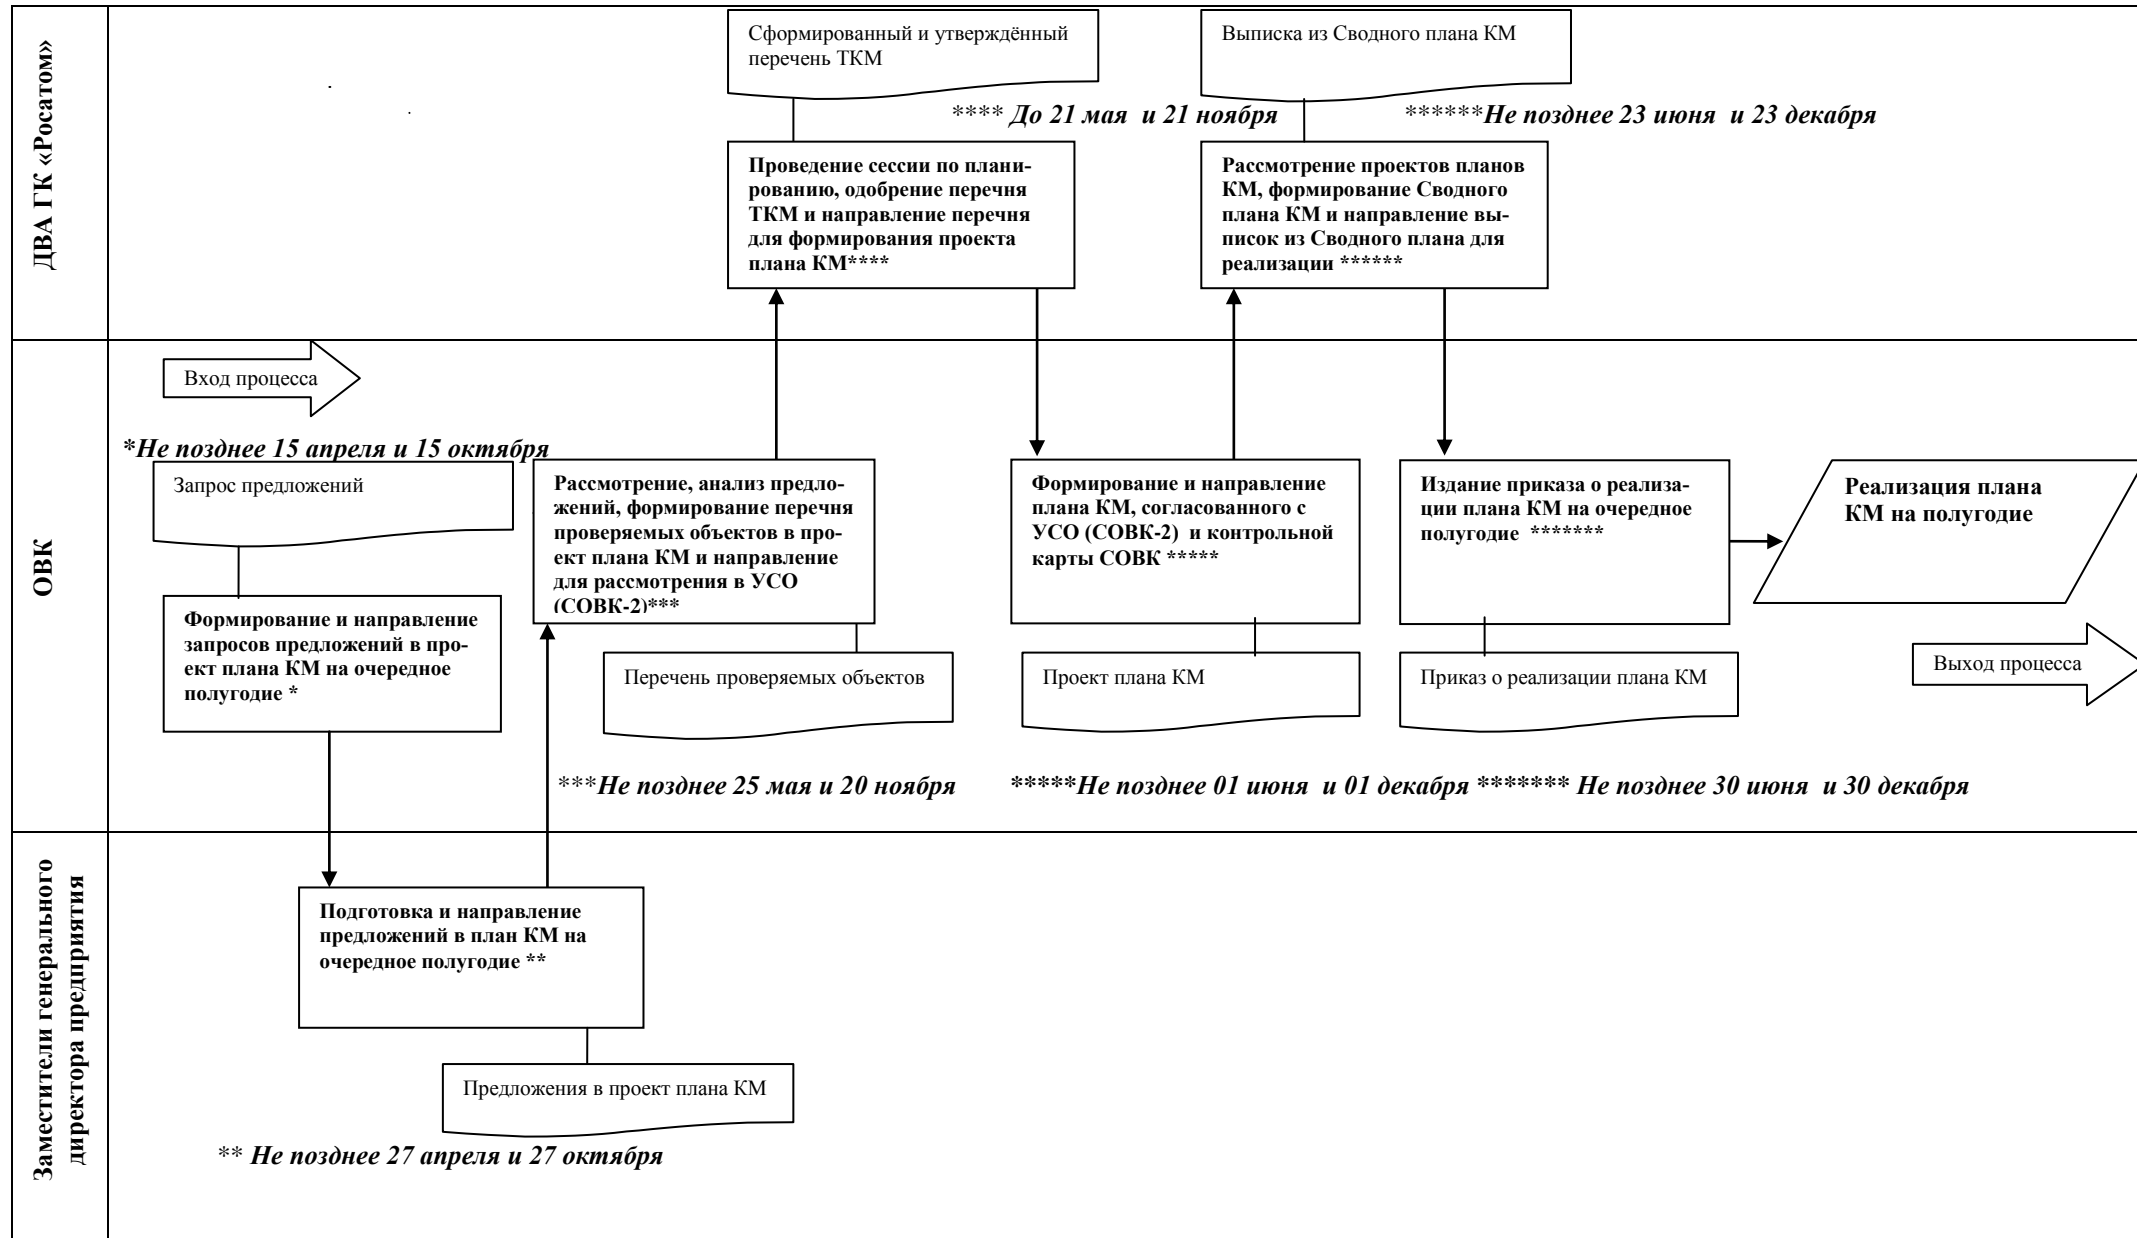 ДВА ГК «Росатом»
Сформированный и утверждённый
перечень ТКМ
Выписка из Сводного плана КМ
**** До 21 мая и 21 ноября
******Не позднее 23 июня и 23 декабря
Проведение сессии по плани-
рованию, одобрение перечня
ТКМ и направление перечня
для формирования проекта
плана КМ****
Рассмотрение проектов планов
КМ, формирование Сводного
плана КМ и направление вы-
писок из Сводного плана для
реализации ******
ОВК
Вход процесса
*Не позднее 15 апреля и 15 октября
Запрос предложений
Формирование и направление
запросов предложений в про-
ект плана КМ на очередное
полугодие *
Рассмотрение, анализ предло-
жений, формирование перечня
проверяемых объектов в про-
ект плана КМ и направление
для рассмотрения в УСО
(СОВК-2)***
Перечень проверяемых объектов
Формирование и направление
плана КМ, согласованного с
УСО (СОВК-2) и контрольной
карты СОВК *****
Проект плана КМ
Издание приказа о реализа-
ции плана КМ на очередное
полугодие *******
Приказ о реализации плана КМ
Реализация плана
КМ на полугодие
Выход процесса
***Не позднее 25 мая и 20 ноября
*****Не позднее 01 июня и 01 декабря
******* Не позднее 30 июня и 30 декабря
Заместители генерального
директора предприятия
Подготовка и направление
предложений в план КМ на
очередное полугодие **
Предложения в проект плана КМ
** Не позднее 27 апреля и 27 октября